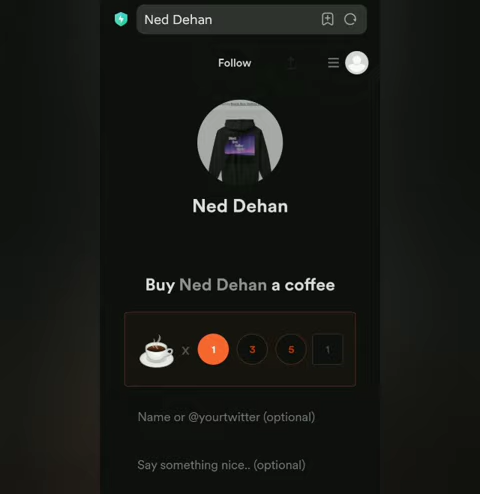 Ned Dehan
Follow
Ned Dehan
Buy Ned Dehan a coffee
x 1 3 5 1
Name or @yourtwitter (optional)
Say something nice.. (optional)